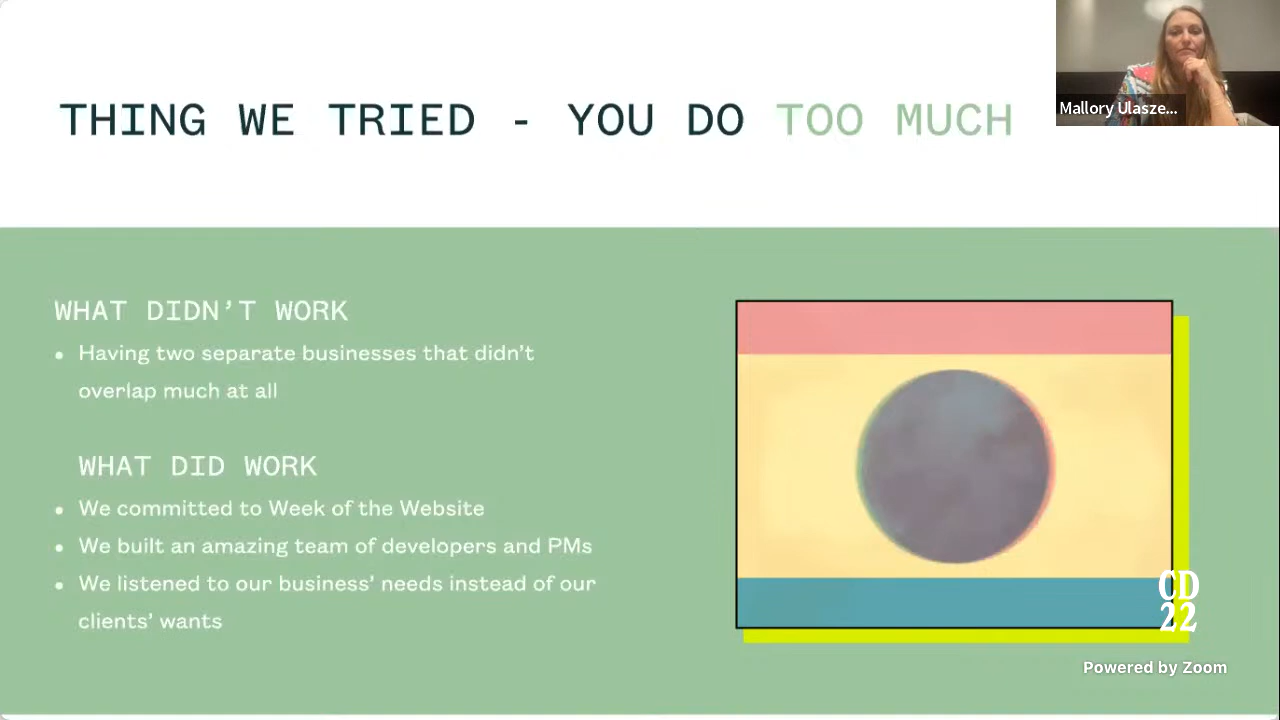 THING WE TRIED - YOU DO TOO MUCH
Mallory Ulasze...
WHAT DIDN’T WORK
• Having two separate businesses that didn’t
overlap much at all
WHAT DID WORK
• We committed to Week of the Website
• We built an amazing team of developers and PMs
• We listened to our business’ needs instead of our
clients’ wants
CD
22
Powered by Zoom